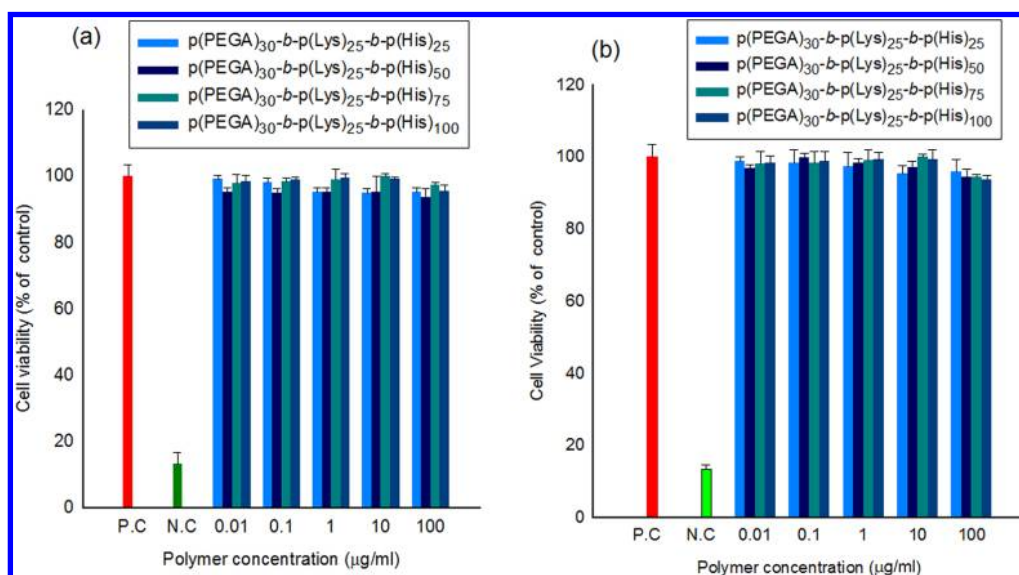 (a)
p(PEGA)30-b-p(Lys)25-b-p(His)25
p(PEGA)30-b-p(Lys)25-b-p(His)50
p(PEGA)30-b-p(Lys)25-b-p(His)75
p(PEGA)30-b-p(Lys)25-b-p(His)100
Cell viability (% of control)
120
100
80
60
40
20
0
P.C N.C 0.01 0.1 1 10 100
Polymer concentration (μg/ml)
(b)
p(PEGA)30-b-p(Lys)25-b-p(His)25
p(PEGA)30-b-p(Lys)25-b-p(His)50
p(PEGA)30-b-p(Lys)25-b-p(His)75
p(PEGA)30-b-p(Lys)25-b-p(His)100
Cell Viability (% of control)
120
100
80
60
40
20
0
P.C N.C 0.01 0.1 1 10 100
Polymer concentration (μg/ml)